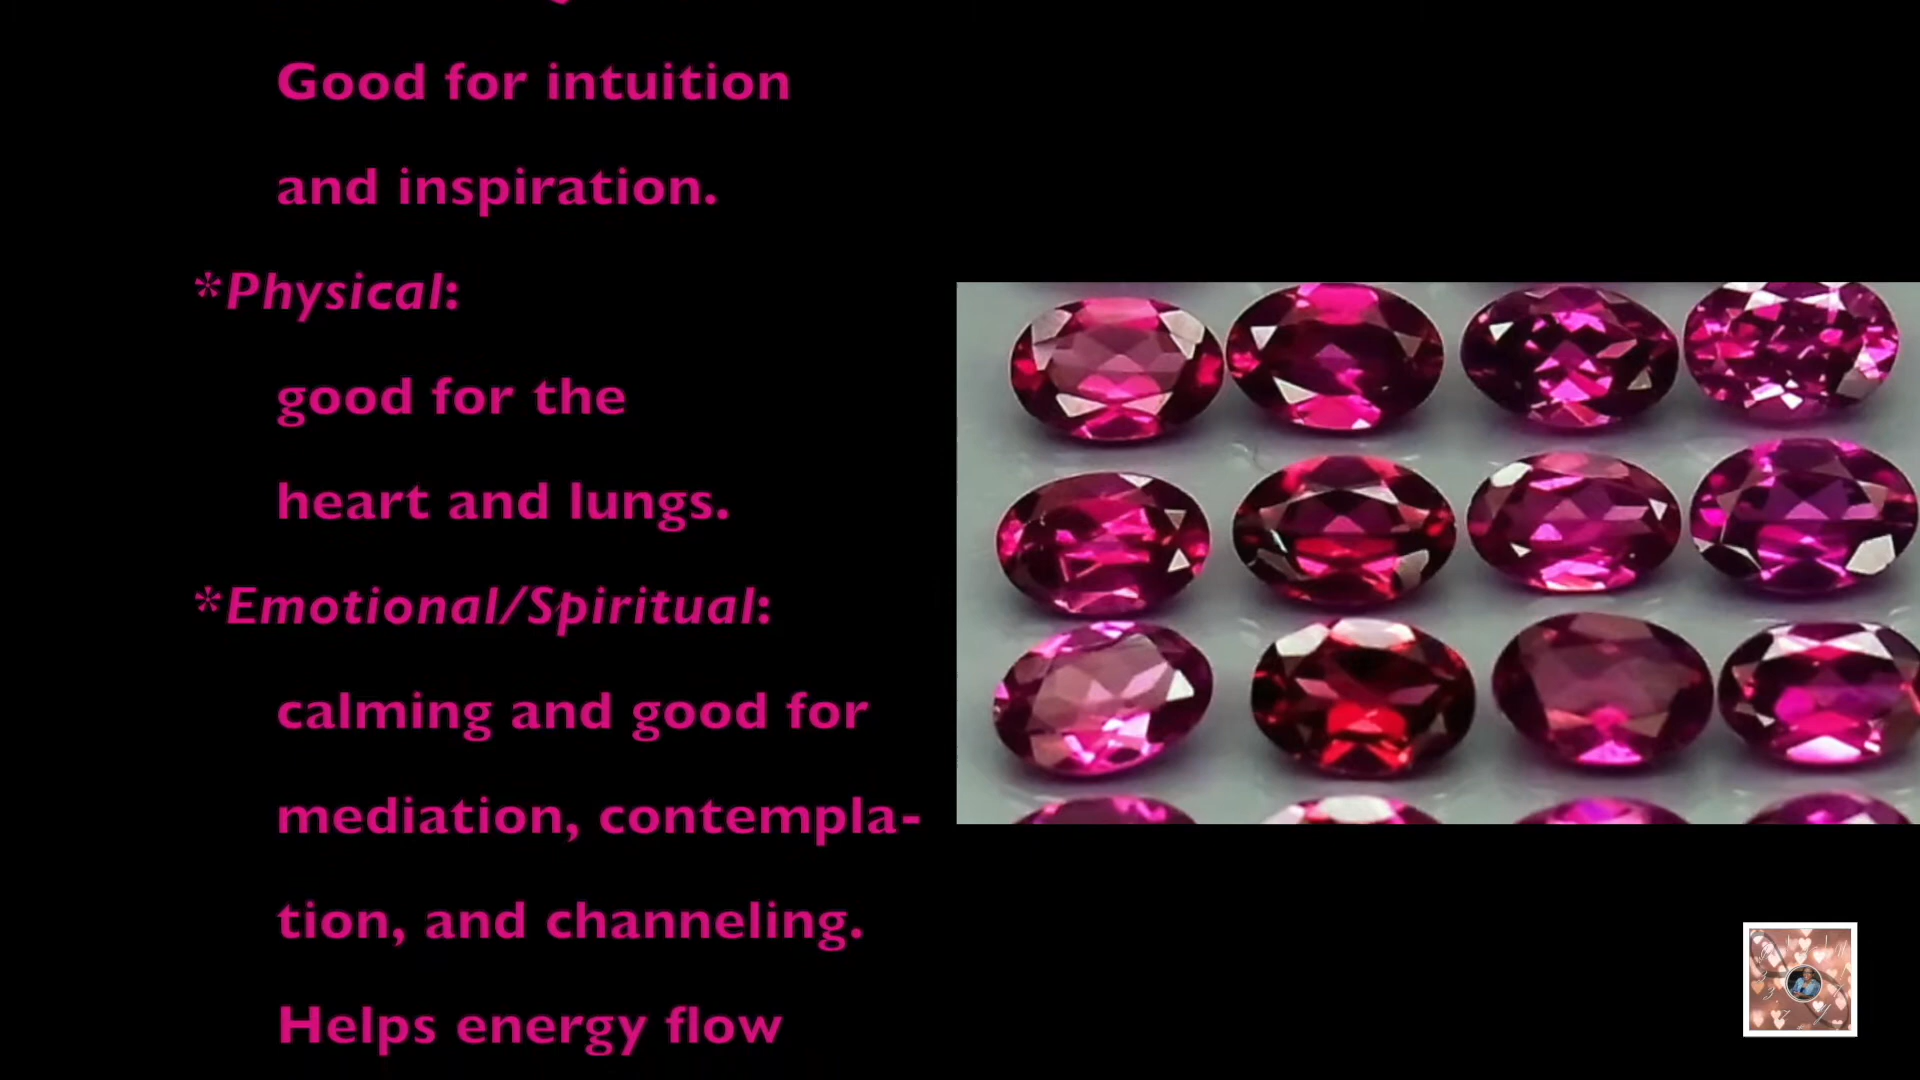 Good for intuition
and inspiration.
*Physical:
good for the
heart and lungs.
*Emotional/Spiritual:
calming and good for
mediation, contempla-
tion, and channeling.
Helps energy flow